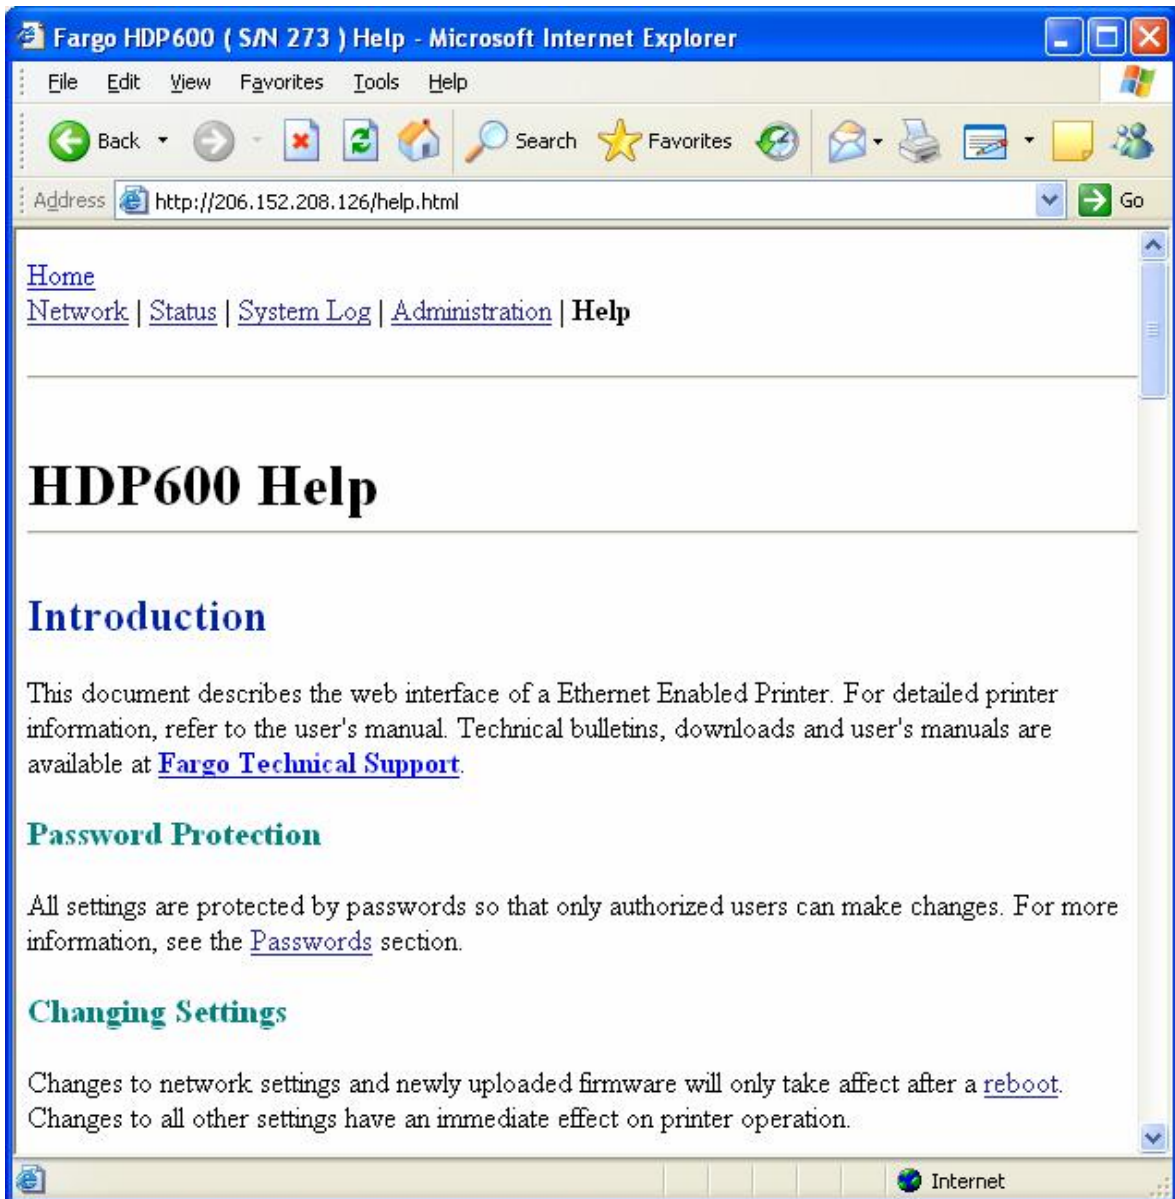 Fargo HDP600 ( S/N 273 ) Help - Microsoft Internet Explorer
File Edit View Favorites Tools Help
Back Search Favorites
Address http://206.152.208.126/help.html Go
Home
Network | Status | System Log | Administration | Help
HDP600 Help
Introduction
This document describes the web interface of a Ethernet Enabled Printer. For detailed printer
information, refer to the user's manual. Technical bulletins, downloads and user's manuals are
available at Fargo Technical Support.
Password Protection
All settings are protected by passwords so that only authorized users can make changes. For more
information, see the Passwords section.
Changing Settings
Changes to network settings and newly uploaded firmware will only take affect after a reboot.
Changes to all other settings have an immediate effect on printer operation.
Internet